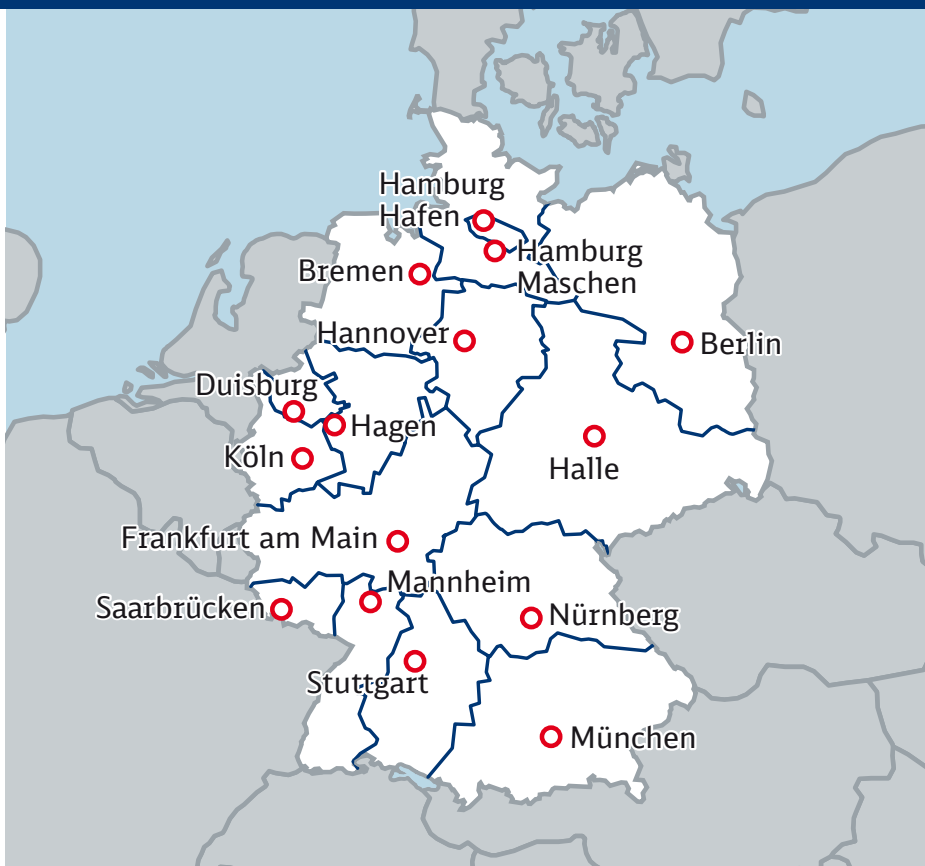 Hamburg
Hafen
Hamburg
Maschen
Bremen
Hannover
Berlin
Duisburg
Hagen
Köln
Halle
Frankfurt am Main
Mannheim
Saarbrücken
Nürnberg
Stuttgart
München